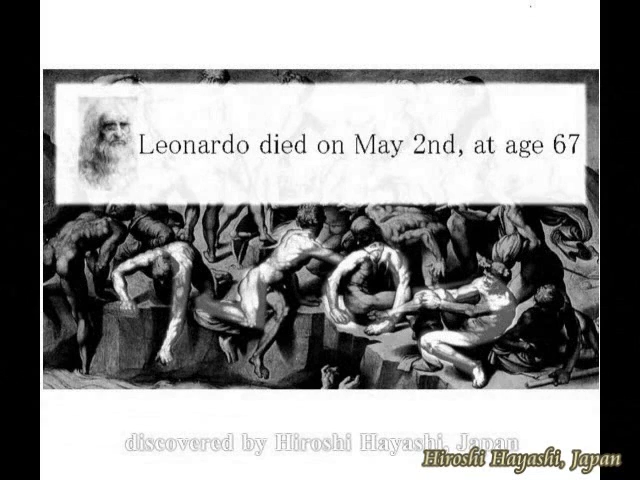 Leonardo died on May 2nd, at age 67
discovered by Hiroshi Hayashi, Japan
Hiroshi Hayashi, Japan